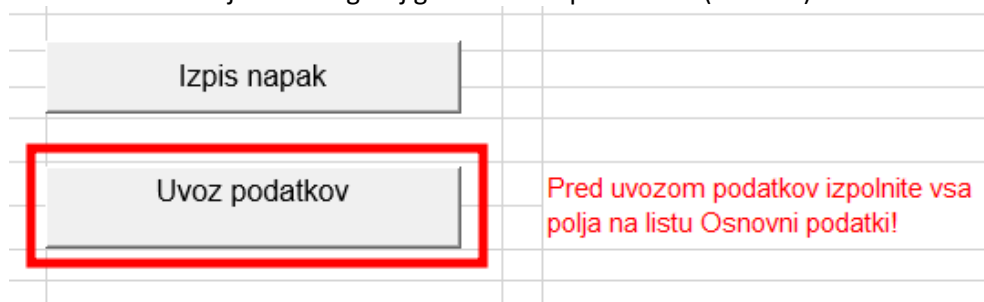 Izpis napak
Uvoz podatkov
Pred uvozom podatkov izpolnite vsa
polja na listu Osnovni podatki!